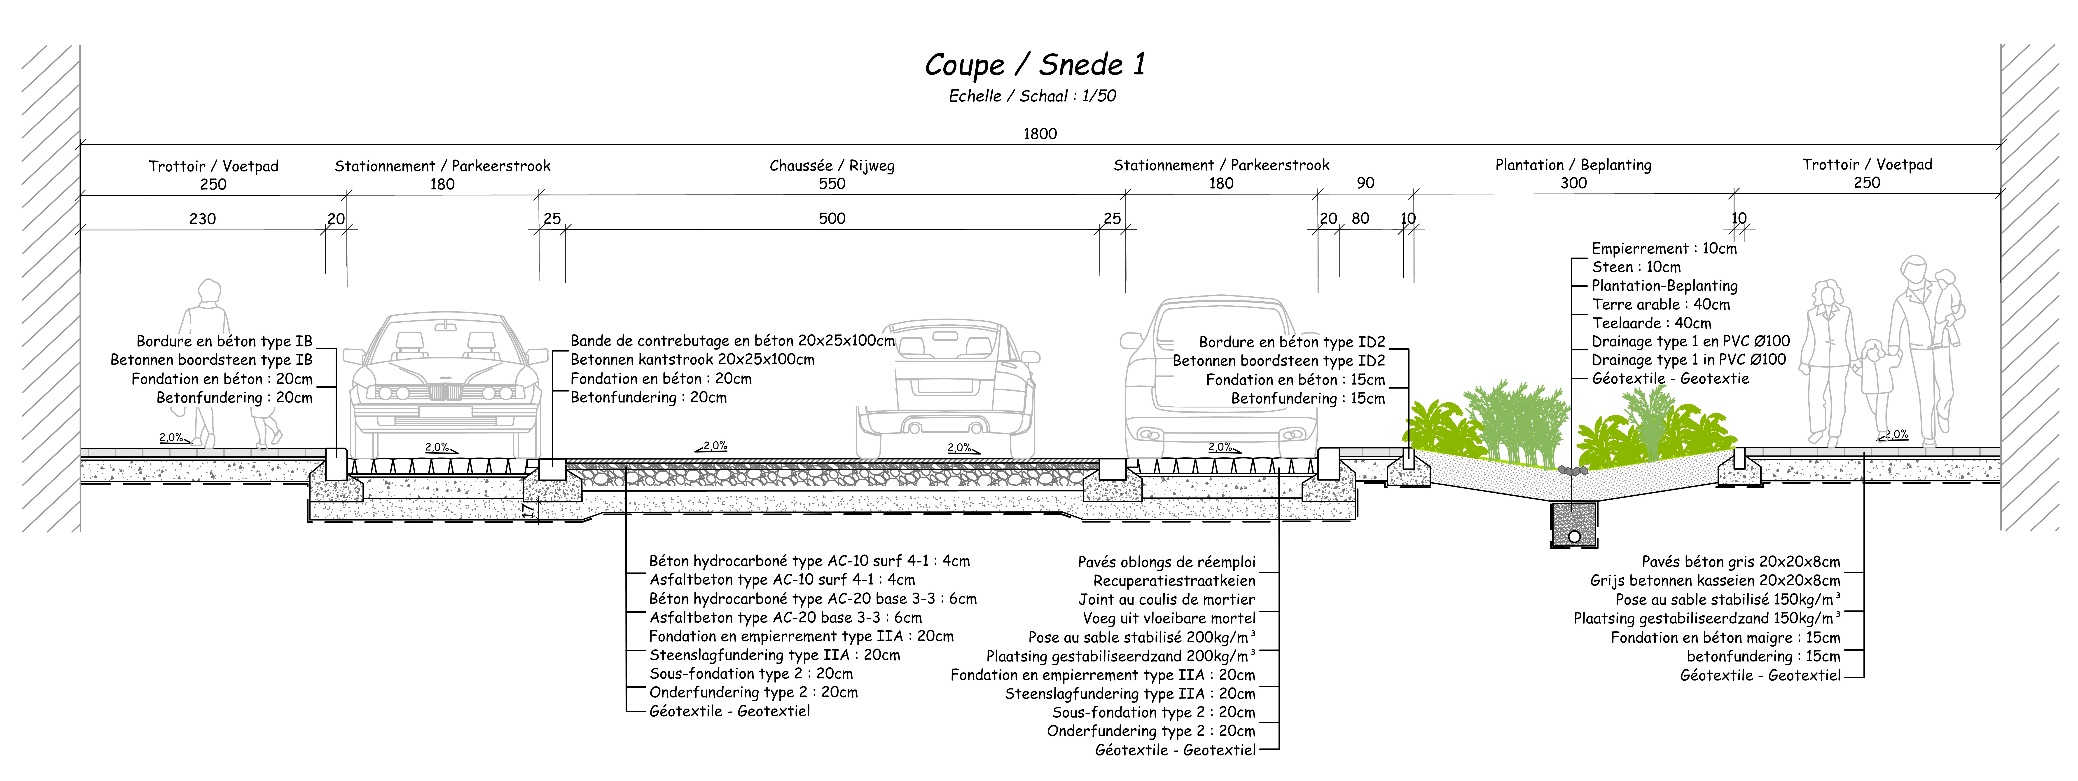 Coupe / Snede 1
Echelle / Schaal : 1/50
1800
Trottoir / Voetpad
Stationnement / Parkeerstrook
Chaussée / Rijweg
Stationnement / Parkeerstrook
Plantation / Beplanting
Trottoir / Voetpad
250
180
550
180
90
300
250
230
20
25
500
25
20
80
10
10
Empierrement : 10cm
Steen : 10cm
Plantation-Beplanting
Terre arable : 40cm
Teelaarde : 40cm
Drainage type 1 en PVC Ø100
Drainage type 1 in PVC Ø100
Géotextile - Geotextie
Bordure en béton type IB
Betonnen boordsteen type IB
Fondation en béton : 20cm
Betonfundering : 20cm
Bande de contrebutage en béton 20x25x100cm
Betonnen kantstrook 20x25x100cm
Fondation en béton : 20cm
Betonfundering : 20cm
Bordure en béton type ID2
Betonnen boordsteen type ID2
Fondation en béton : 15cm
Betonfundering : 15cm
2,0%
2,0%
2,0%
2,0%
2,0%
2,0%
17
Béton hydrocarboné type AC-10 surf 4-1 : 4cm
Asfaltbeton type AC-10 surf 4-1 : 4cm
Béton hydrocarboné type AC-20 base 3-3 : 6cm
Asfaltbeton type AC-20 base 3-3 : 6cm
Fondation en empierrement type IIA : 20cm
Steenslagfundering type IIA : 20cm
Sous-fondation type 2 : 20cm
Onderfundering type 2 : 20cm
Géotextile - Geotextiel
Pavés oblongs de réemploi
Recuperatiestraatkeien
Joint au coulis de mortier
Voeg uit vloeibare mortel
Pose au sable stabilisé 200kg/m³
Plaatsing gestabiliseerdzand 200kg/m³
Fondation en empierrement type IIA : 20cm
Steenslagfundering type IIA : 20cm
Sous-fondation type 2 : 20cm
Onderfundering type 2 : 20cm
Géotextile - Geotextiel
Pavés béton gris 20x20x8cm
Grijs betonnen kasseien 20x20x8cm
Pose au sable stabilisé 150kg/m³
Plaatsing gestabiliseerdzand 150kg/m³
Fondation en béton maigre : 15cm
betonfundering : 15cm
Géotextile - Geotextiel